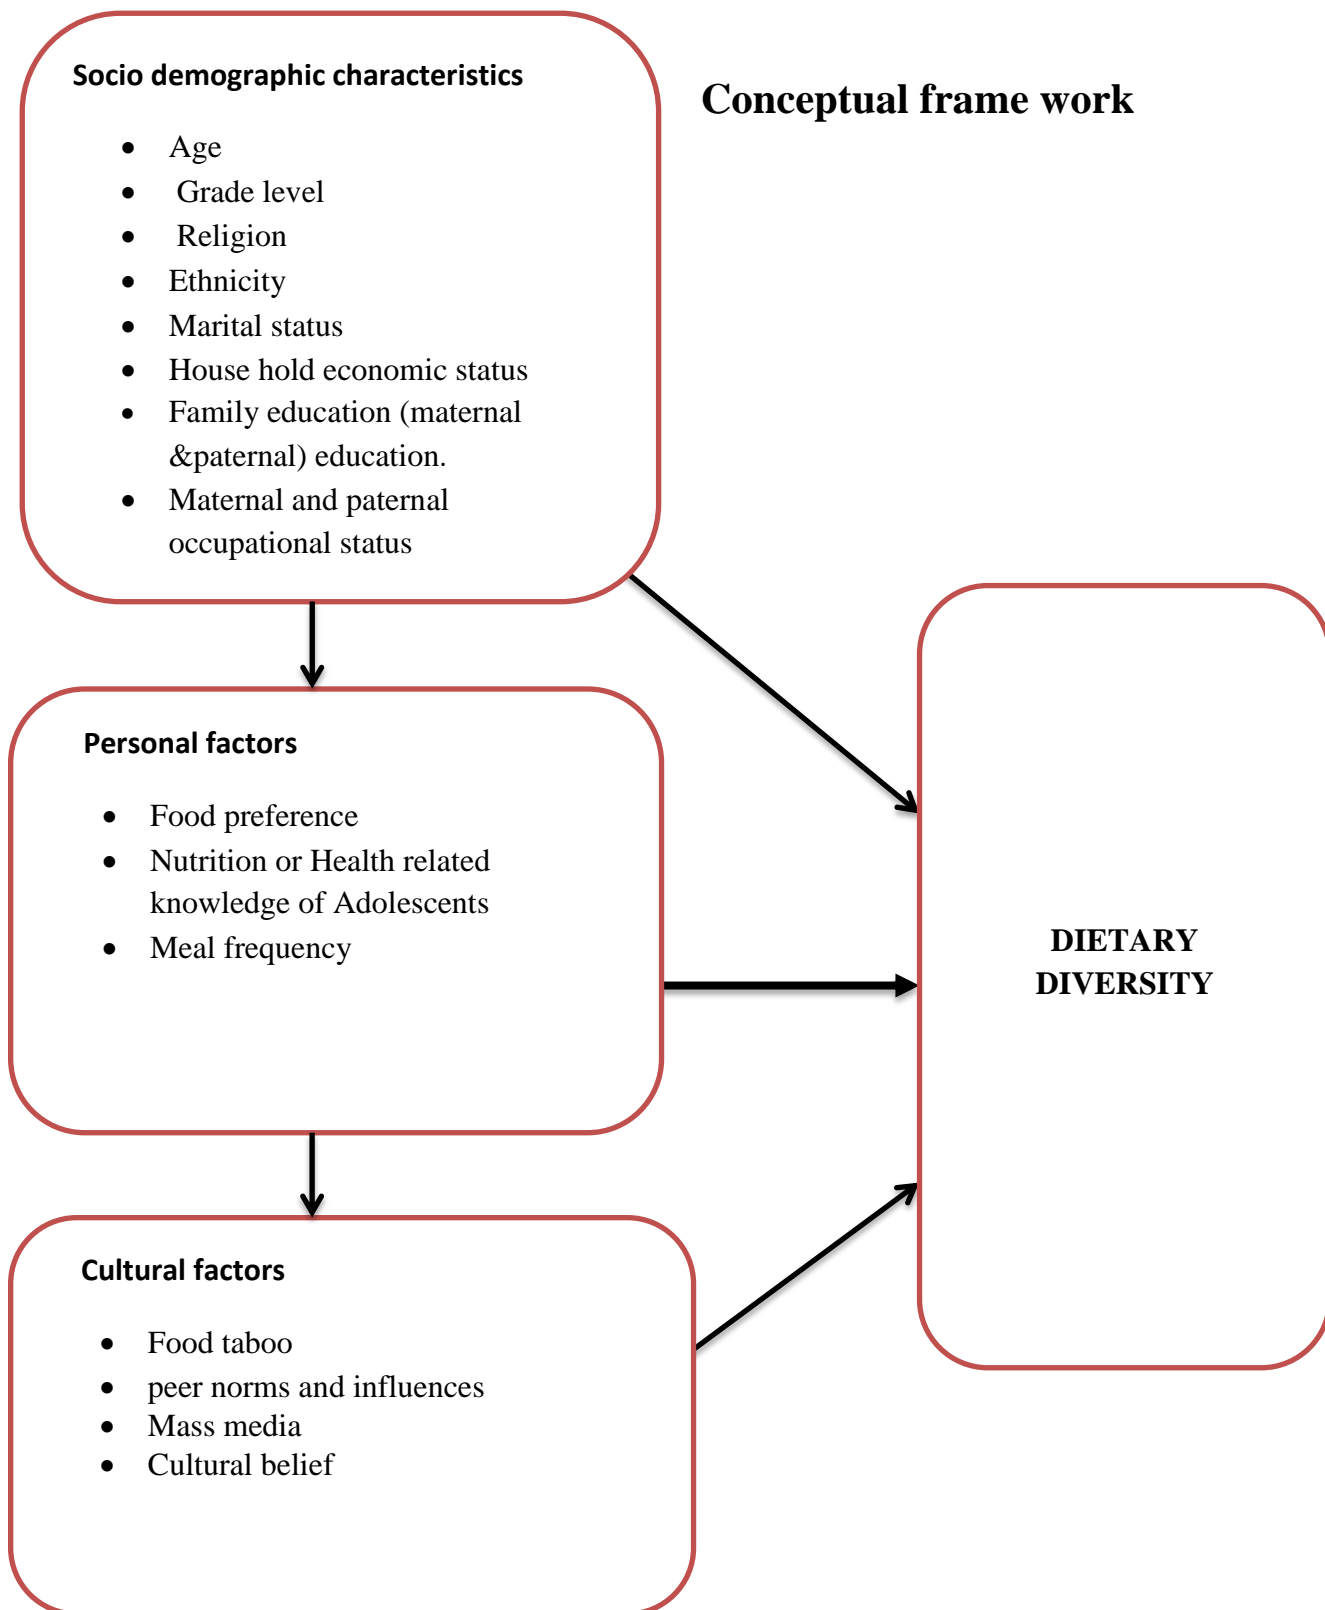 Socio demographic characteristics
Conceptual frame work
• Age
• Grade level
• Religion
• Ethnicity
• Marital status
• House hold economic status
• Family education (maternal
&paternal) education.
• Maternal and paternal
occupational status
Personal factors
• Food preference
• Nutrition or Health related
knowledge of Adolescents
• Meal frequency
DIETARY
DIVERSITY
Cultural factors
• Food taboo
• peer norms and influences
• Mass media
• Cultural belief